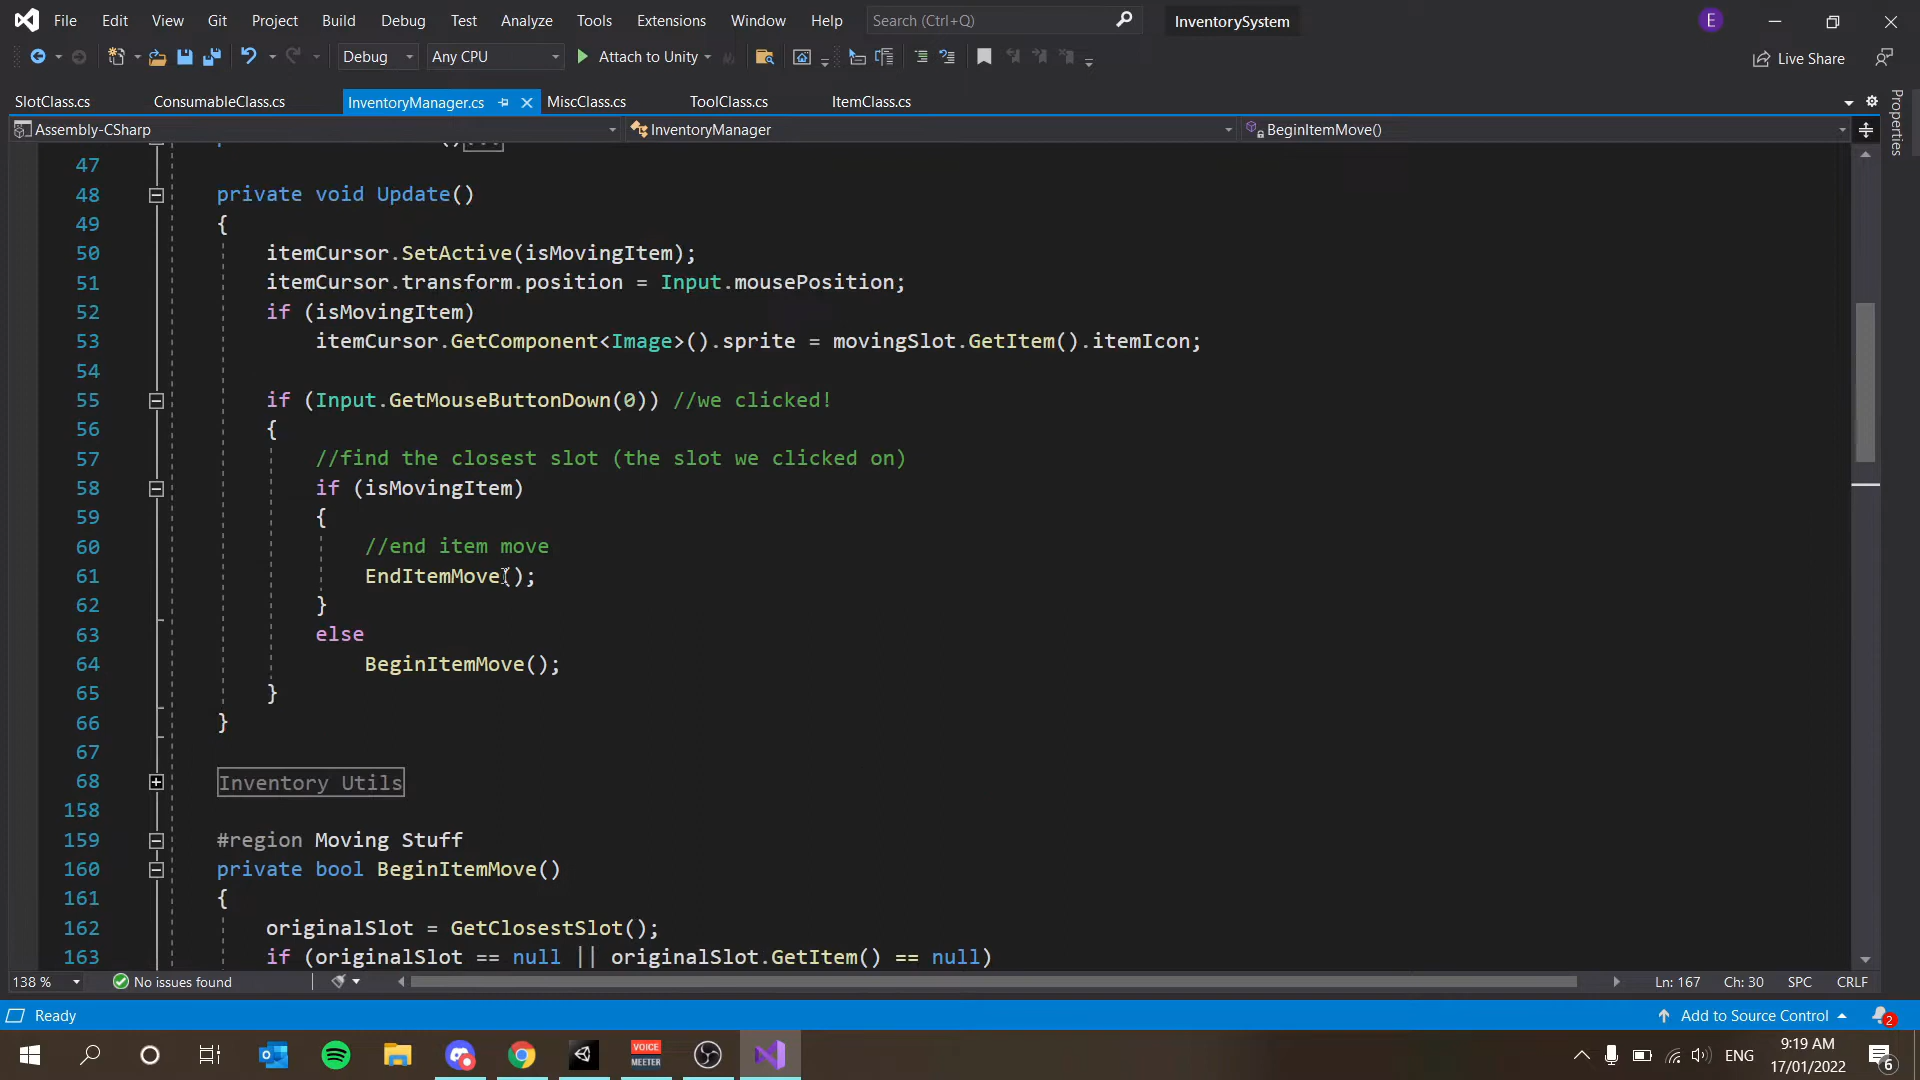 File Edit View Git Project Build Debug Test Analyze Tools Extensions Window Help Search (Ctrl+Q) InventorySystem E
Debug Any CPU Attach to Unity Live Share
SlotClass.cs ConsumableClass.cs InventoryManager.cs MiscClass.cs ToolClass.cs ItemClass.cs
Assembly-CSharp InventoryManager BeginItemMove()
Properties
47
48 private void Update()
49 {
50 itemCursor.SetActive(isMovingItem);
51 itemCursor.transform.position = Input.mousePosition;
52 if (isMovingItem)
53 itemCursor.GetComponent<Image>().sprite = movingSlot.GetItem().itemIcon;
54
55 if (Input.GetMouseButtonDown(0)) //we clicked!
56 {
57 //find the closest slot (the slot we clicked on)
58 if (isMovingItem)
59 {
60 //end item move
61 EndItemMove();
62 }
63 else
64 BeginItemMove();
65 }
66 }
67
68 Inventory Utils
158
159 #region Moving Stuff
160 private bool BeginItemMove()
161 {
162 originalSlot = GetClosestSlot();
163 if (originalSlot == null || originalSlot.GetItem() == null)
138 % No issues found Ln: 167 Ch: 30 SPC CRLF
Ready Add to Source Control 2
VOICE MEETER ENG 9:19 AM
17/01/2022 6